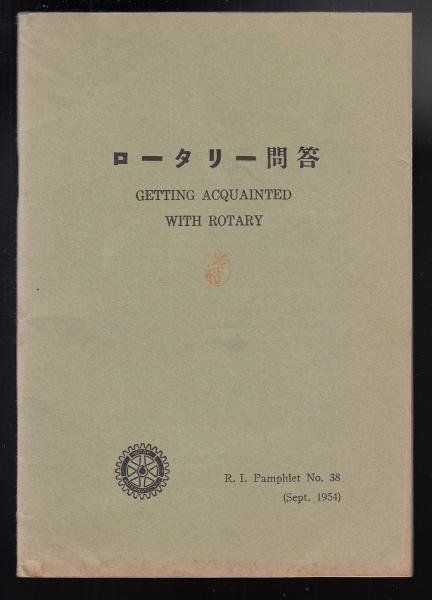 ロータリー問答
GETTING ACQUAINTED
WITH ROTARY
R. I. Pamphlet No. 38
(Sept. 1954)